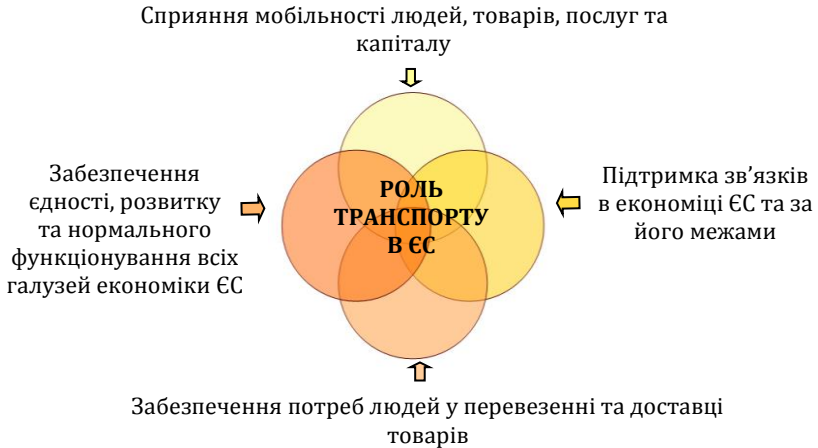 Сприяння мобільності людей, товарів, послуг та
капіталу
Забезпечення
єдності, розвитку
та нормального
функціонування всіх
галузей економіки ЄС
РОЛЬ
ТРАНСПОРТУ
В ЄС
Підтримка зв’язків
в економіці ЄС та за
його межами
Забезпечення потреб людей у перевезенні та доставці
товарів